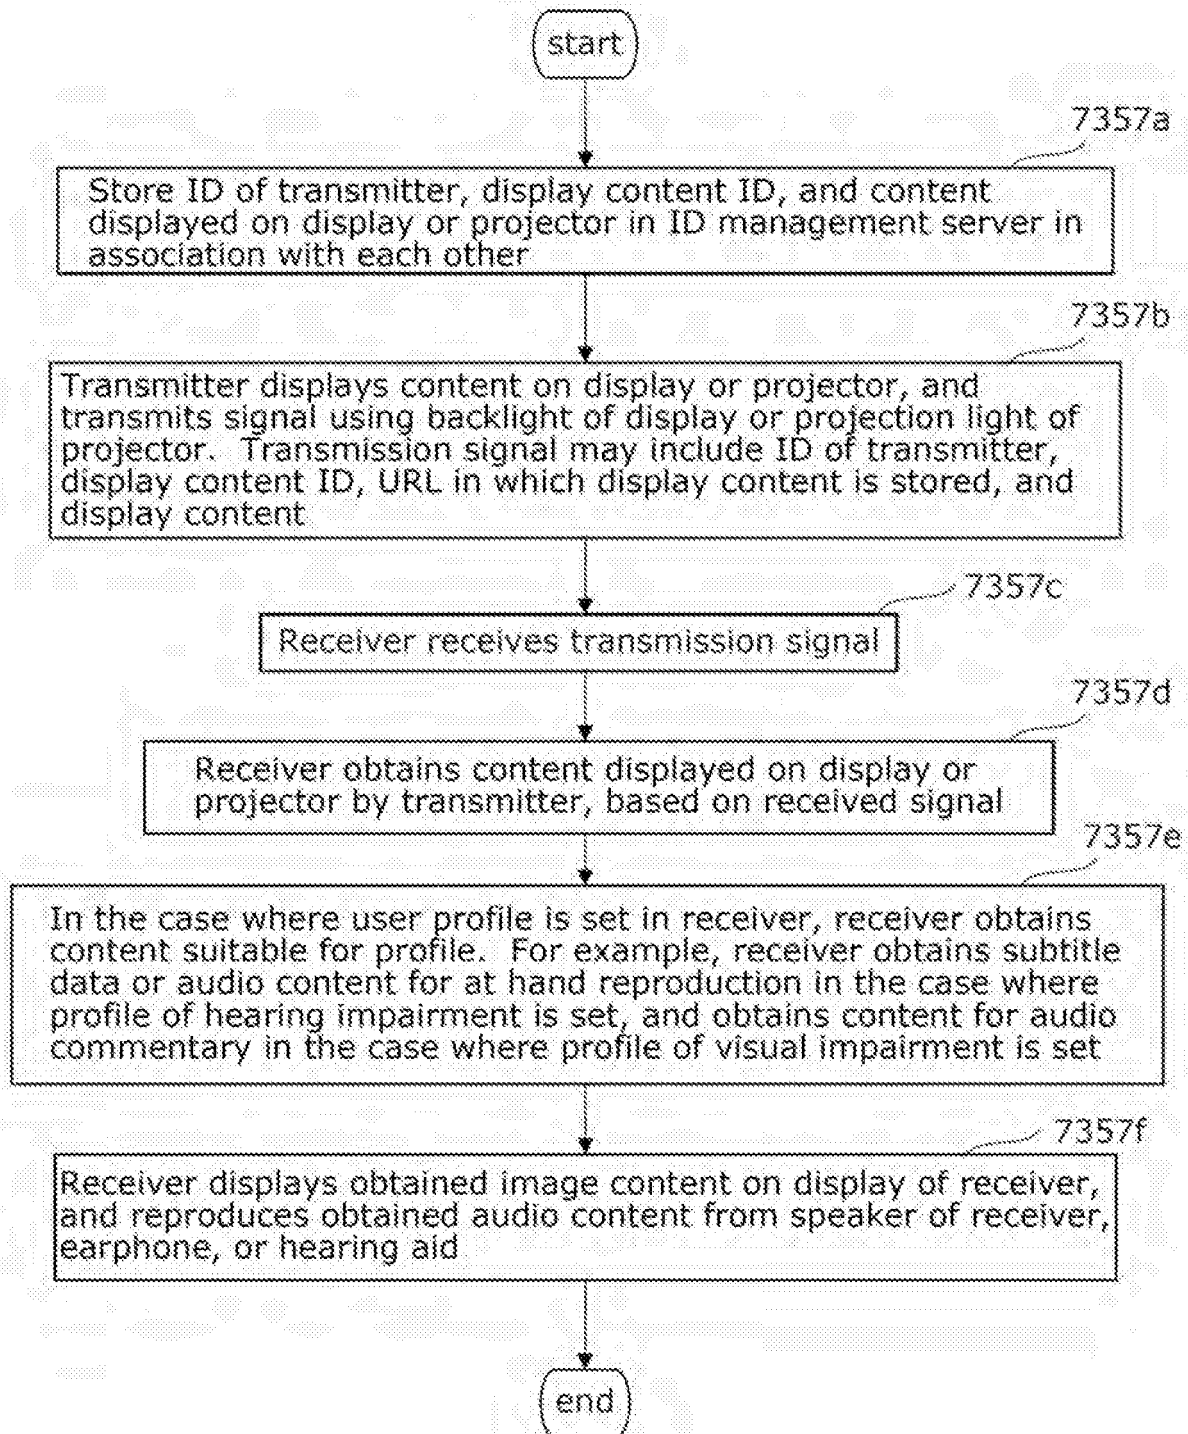 start
7357a
Store ID of transmitter, display content ID, and content
displayed on display or projector in ID management server in
association with each other
7357b
Transmitter displays content on display or projector, and
transmits signal using backlight of display or projection light of
projector. Transmission signal may include ID of transmitter,
display content ID, URL in which display content is stored, and
display content
7357c
Receiver receives transmission signal
7357d
Receiver obtains content displayed on display or
projector by transmitter, based on received signal
7357e
In the case where user profile is set in receiver, receiver obtains
content suitable for profile. For example, receiver obtains subtitle
data or audio content for at hand reproduction in the case where
profile of hearing impairment is set, and obtains content for audio
commentary in the case where profile of visual impairment is set
7357f
Receiver displays obtained image content on display of receiver,
and reproduces obtained audio content from speaker of receiver,
earphone, or hearing aid
end